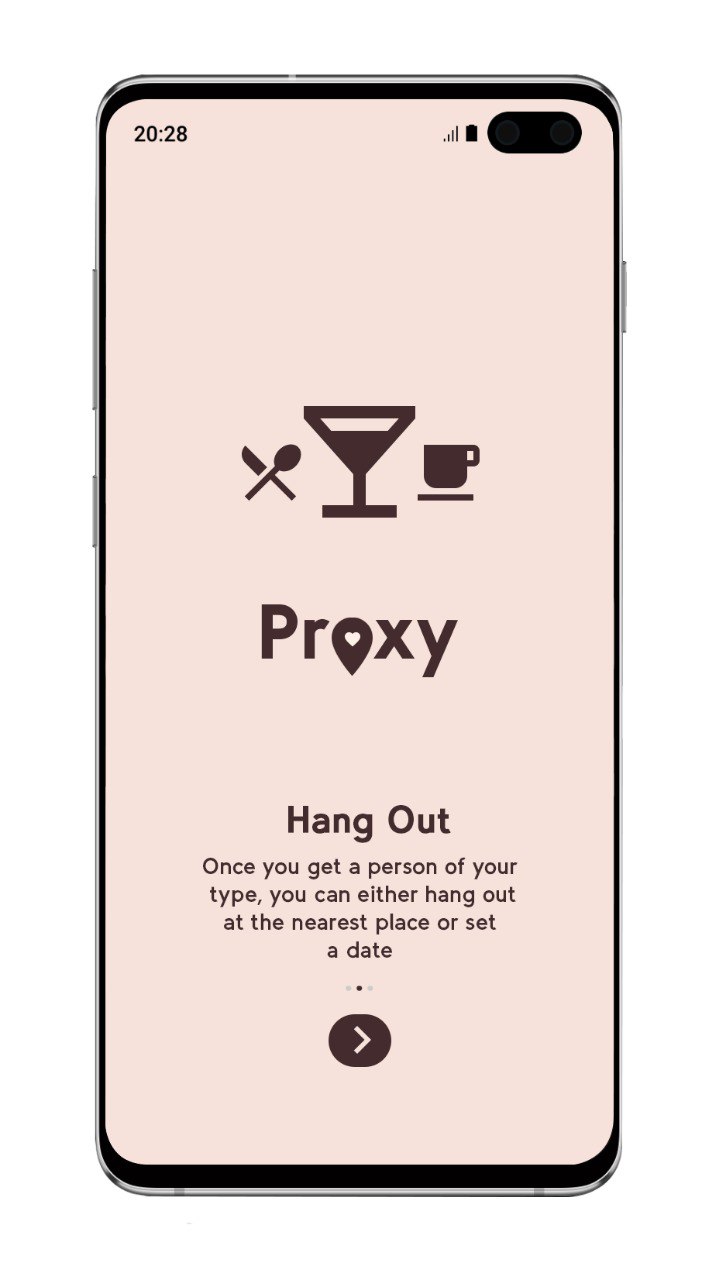 20:28
Proxy
Hang Out
Once you get a person of your
type, you can either hang out
at the nearest place or set
a date